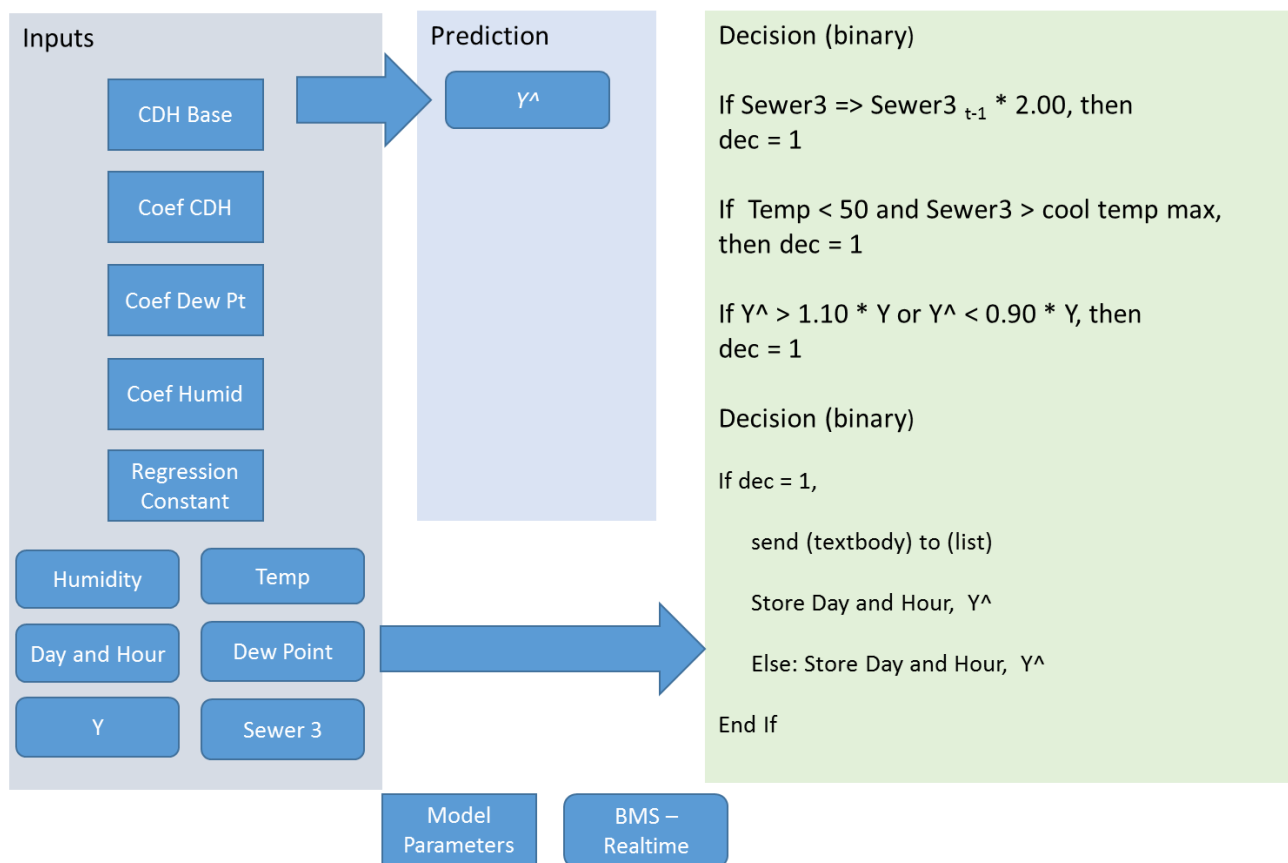 Inputs
CDH Base
Coef CDH
Coef Dew Pt
Coef Humid
Regression
Constant
Humidity
Temp
Day and Hour
Dew Point
Y
Sewer 3
Prediction
Y^
Decision (binary)
If Sewer3 => Sewer3 t-1 * 2.00, then
dec = 1
If Temp < 50 and Sewer3 > cool temp max,
then dec = 1
If Y^ > 1.10 * Y or Y^ < 0.90 * Y, then
dec = 1
Decision (binary)
If dec = 1,
send (textbody) to (list)
Store Day and Hour, Y^
Else: Store Day and Hour, Y^
End If
Model
Parameters
BMS –
Realtime